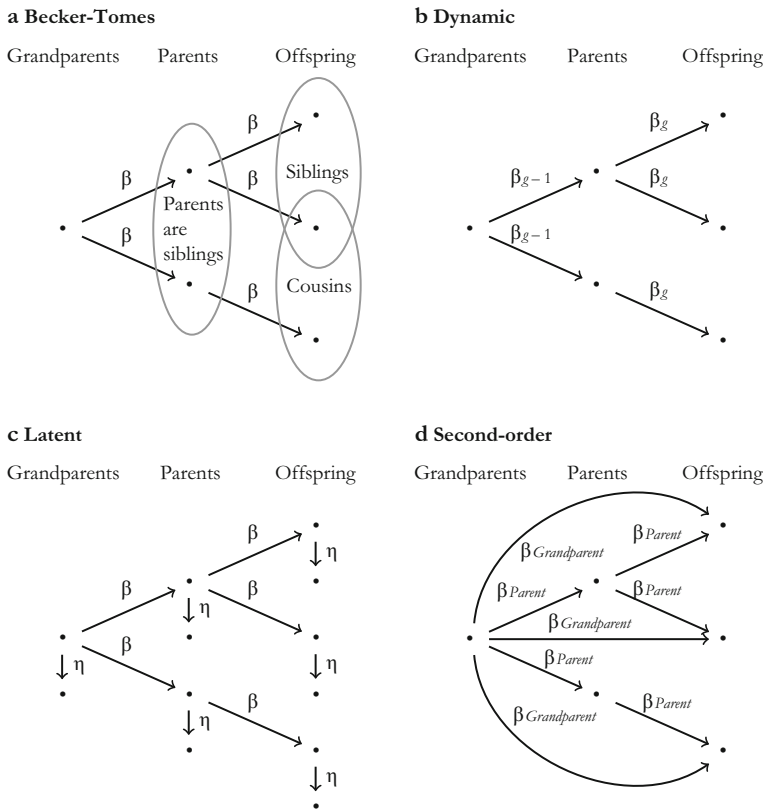 a Becker-Tomes
Grandparents Parents Offspring
β
β
Siblings
β
Parents
are
siblings
β
Cousins
β
b Dynamic
Grandparents Parents Offspring
βg
βg – 1
βg
βg – 1
βg
c Latent
Grandparents Parents Offspring
β
η
β
β
η
β
η
β
η
η
η
d Second-order
Grandparents Parents Offspring
βParent
βGrandparent
βParent
βParent
βGrandparent
βParent
βParent
βGrandparent